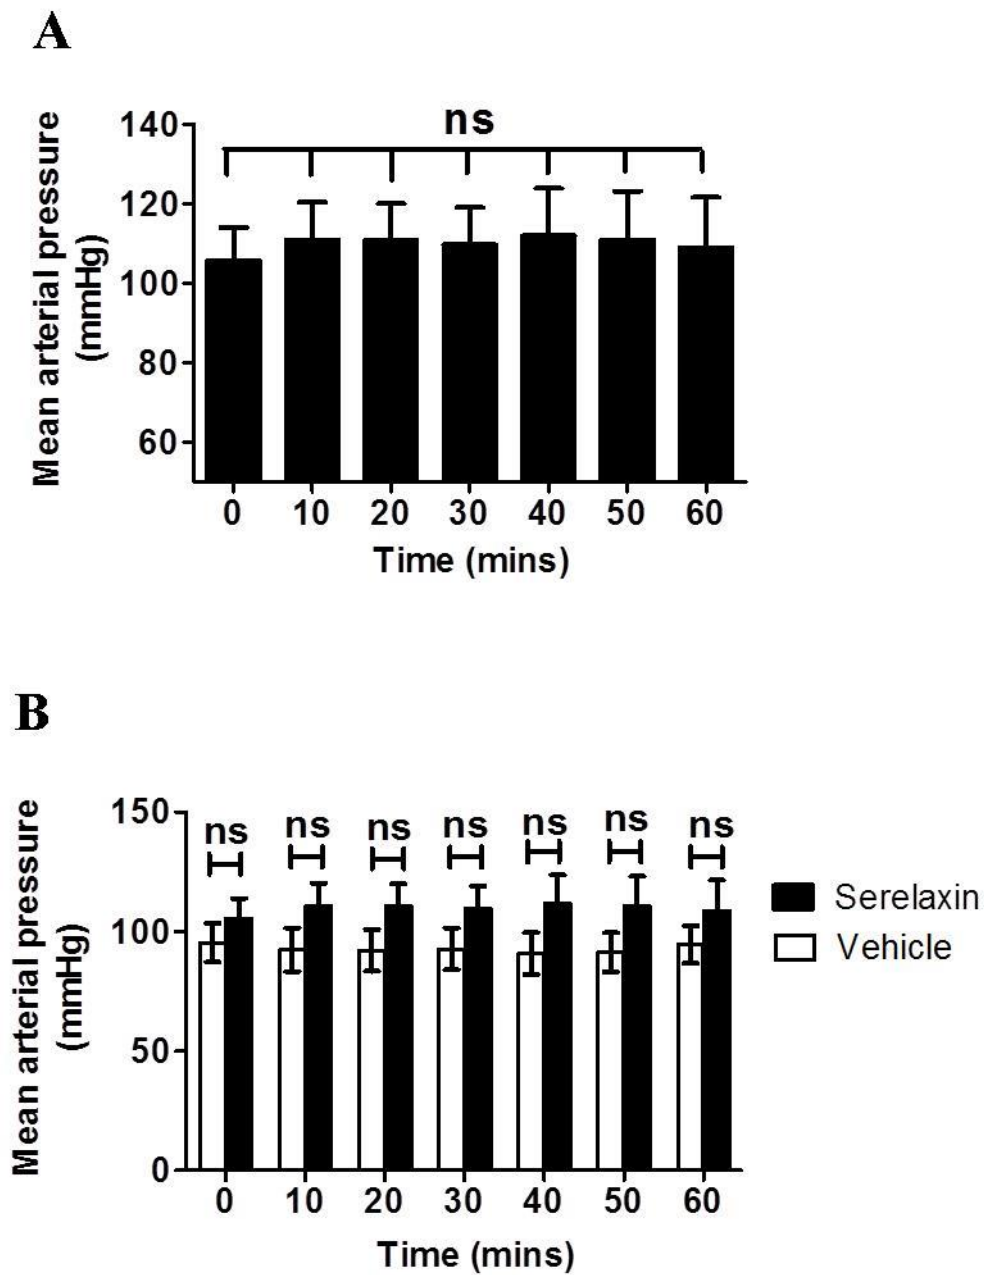 A
ns
140
120
100
80
60
Mean arterial pressure
(mmHg)
0 10 20 30 40 50 60
Time (mins)
B
ns ns ns ns ns ns ns
150
100
50
0
Mean arterial pressure
(mmHg)
0 10 20 30 40 50 60
Time (mins)
Serelaxin
Vehicle